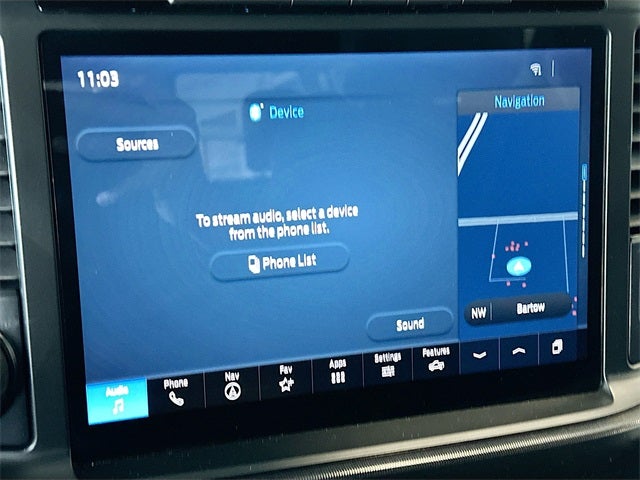 11:03
Device
Navigation
Sources
To stream audio, select a device
from the phone list.
Phone List
NW Bartow
Sound
Audio Phone Nav Fav Apps Settings Features